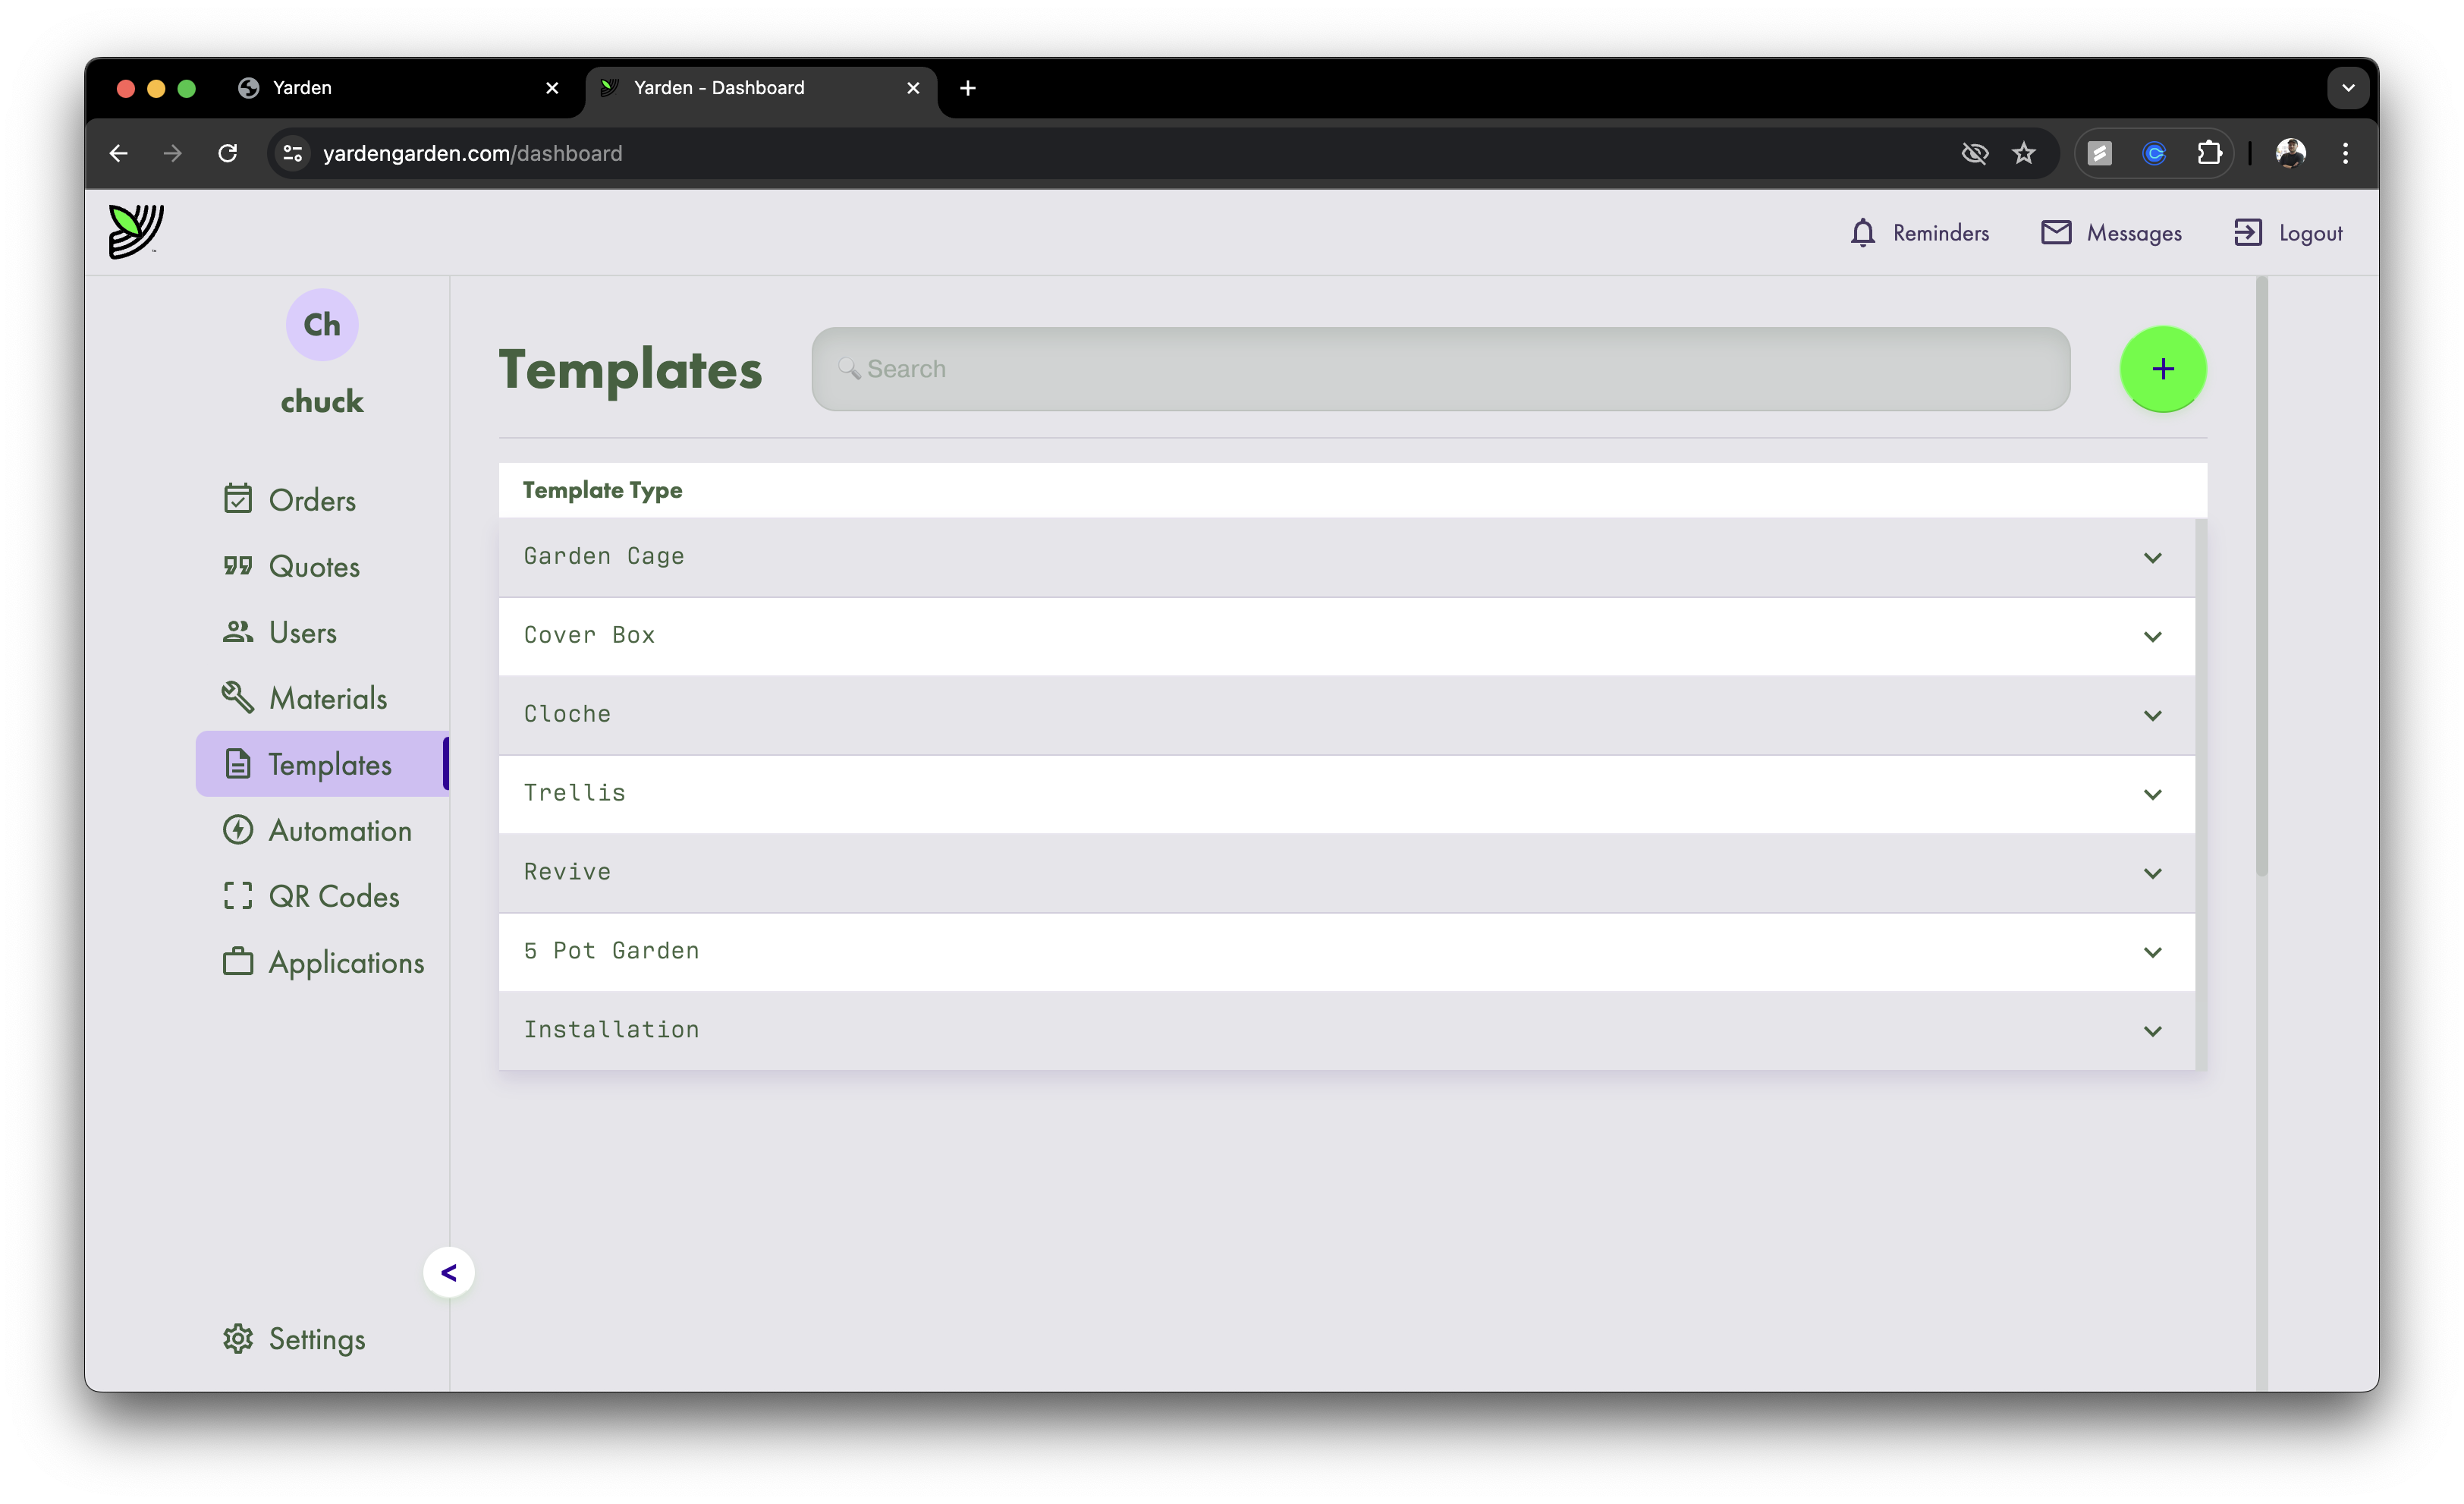 Yarden
Yarden - Dashboard
yardengarden.com/dashboard
Reminders
Messages
Logout
Ch
chuck
Orders
Quotes
Users
Materials
Templates
Automation
QR Codes
Applications
<
Settings
Templates
Search
+
Template Type
Garden Cage
Cover Box
Cloche
Trellis
Revive
5 Pot Garden
Installation